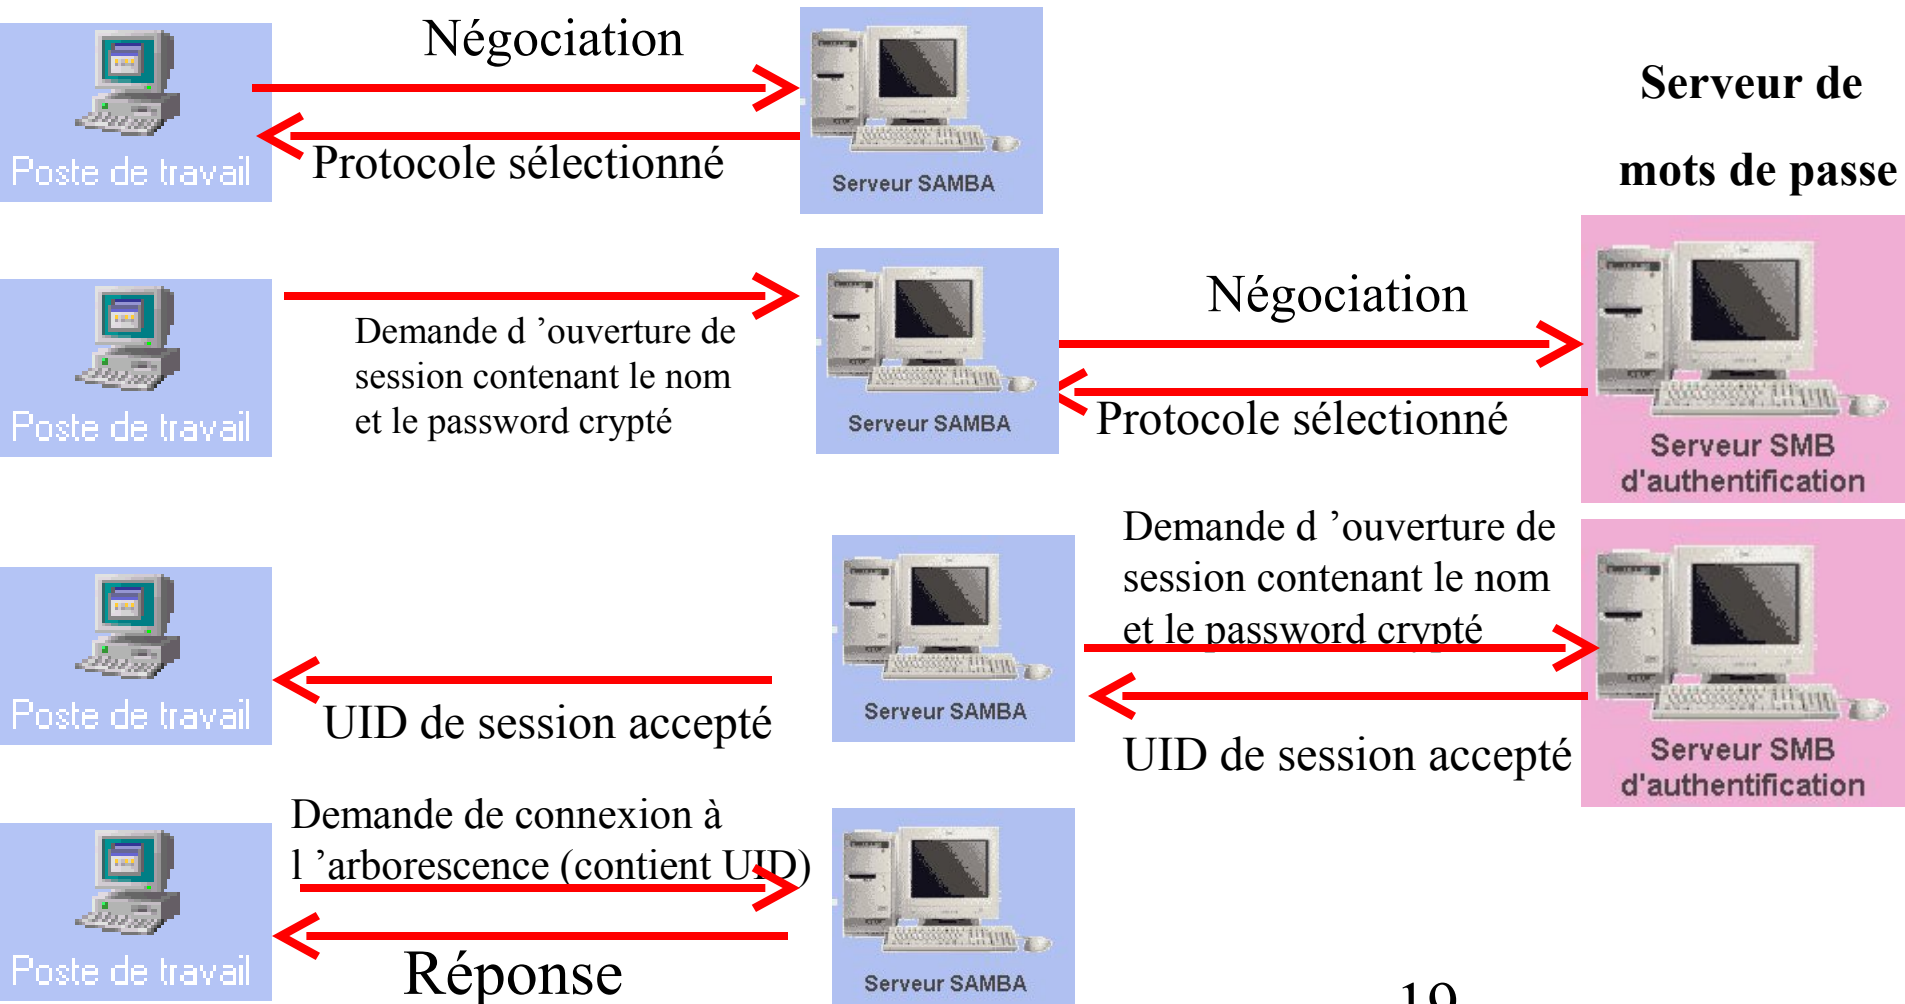 Négociation
Protocole sélectionné
Poste de travail
Serveur SAMBA
Serveur de
mots de passe
Demande d ’ouverture de
session contenant le nom
et le password crypté
Poste de travail
Serveur SAMBA
Négociation
Protocole sélectionné
Serveur SMB
d'authentification
Demande d ’ouverture de
session contenant le nom
et le password crypté
UID de session accepté
Poste de travail
Serveur SAMBA
UID de session accepté
Serveur SMB
d'authentification
Demande de connexion à
l ’arborescence (contient UID)
Réponse
Poste de travail
Serveur SAMBA
19